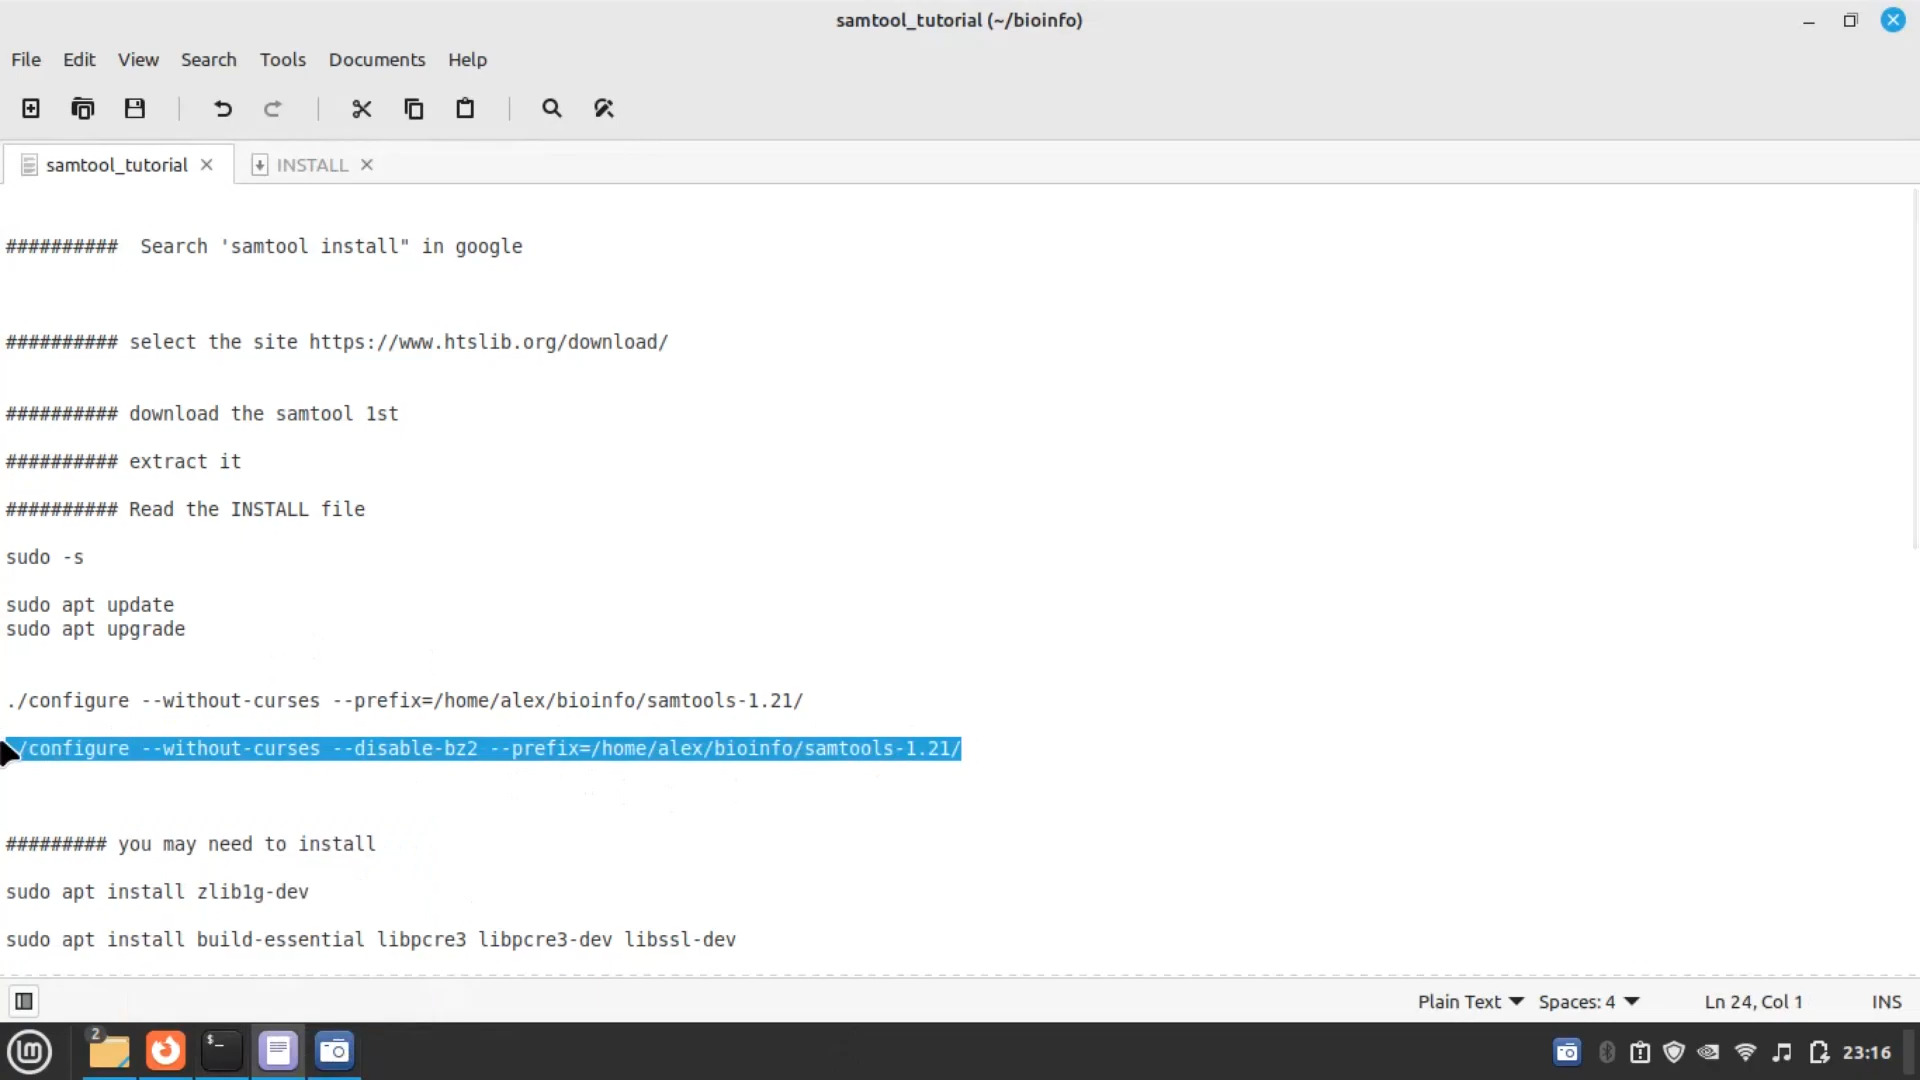 samtool_tutorial (~/bioinfo)
File Edit View Search Tools Documents Help
samtool_tutorial
INSTALL
########## Search 'samtool install" in google
########## select the site https://www.htslib.org/download/
########## download the samtool 1st
########## extract it
########## Read the INSTALL file
sudo -s
sudo apt update
sudo apt upgrade
./configure --without-curses --prefix=/home/alex/bioinfo/samtools-1.21/
./configure --without-curses --disable-bz2 --prefix=/home/alex/bioinfo/samtools-1.21/
######### you may need to install
sudo apt install zlib1g-dev
sudo apt install build-essential libpcre3 libpcre3-dev libssl-dev
Plain Text Spaces: 4 Ln 24, Col 1 INS
2
$_
lm
23:16